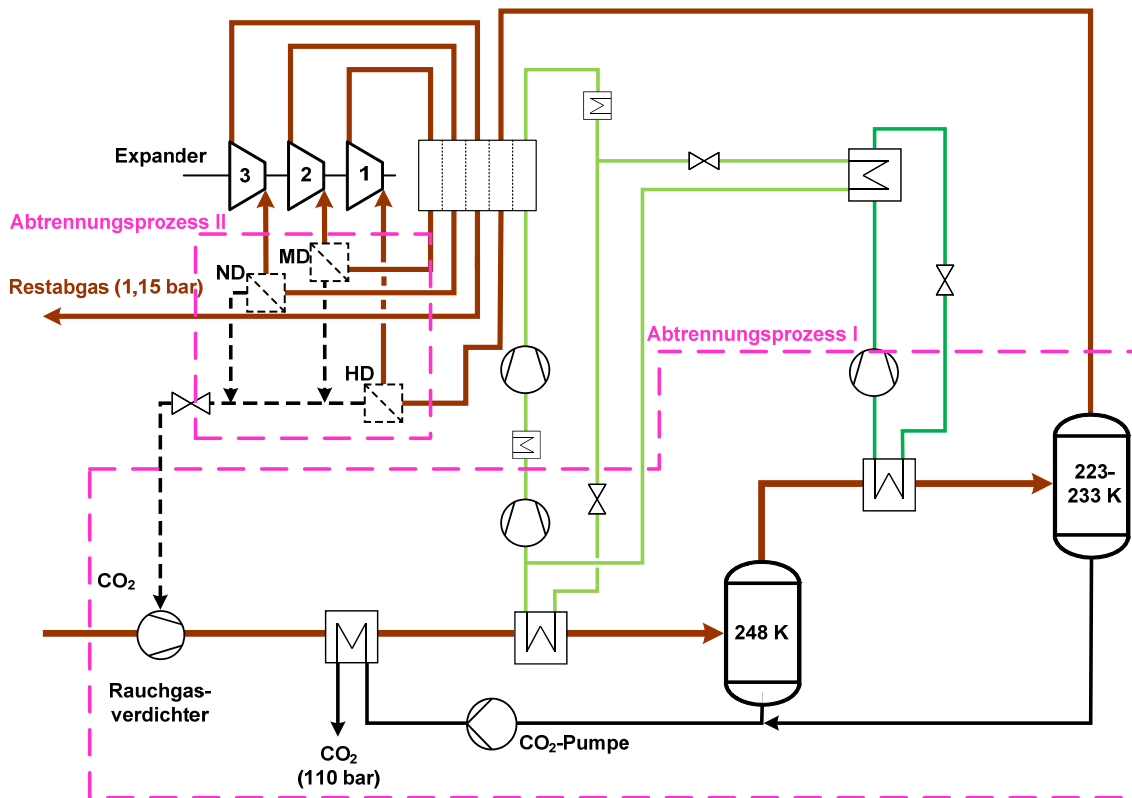 Expander
3
2
1
Abtrennungsprozess II
MD
ND
Restabgas (1,15 bar)
Abtrennungsprozess I
HD
223–
233 K
CO₂
248 K
Rauchgas-
verdichter
CO₂-Pumpe
CO₂
(110 bar)